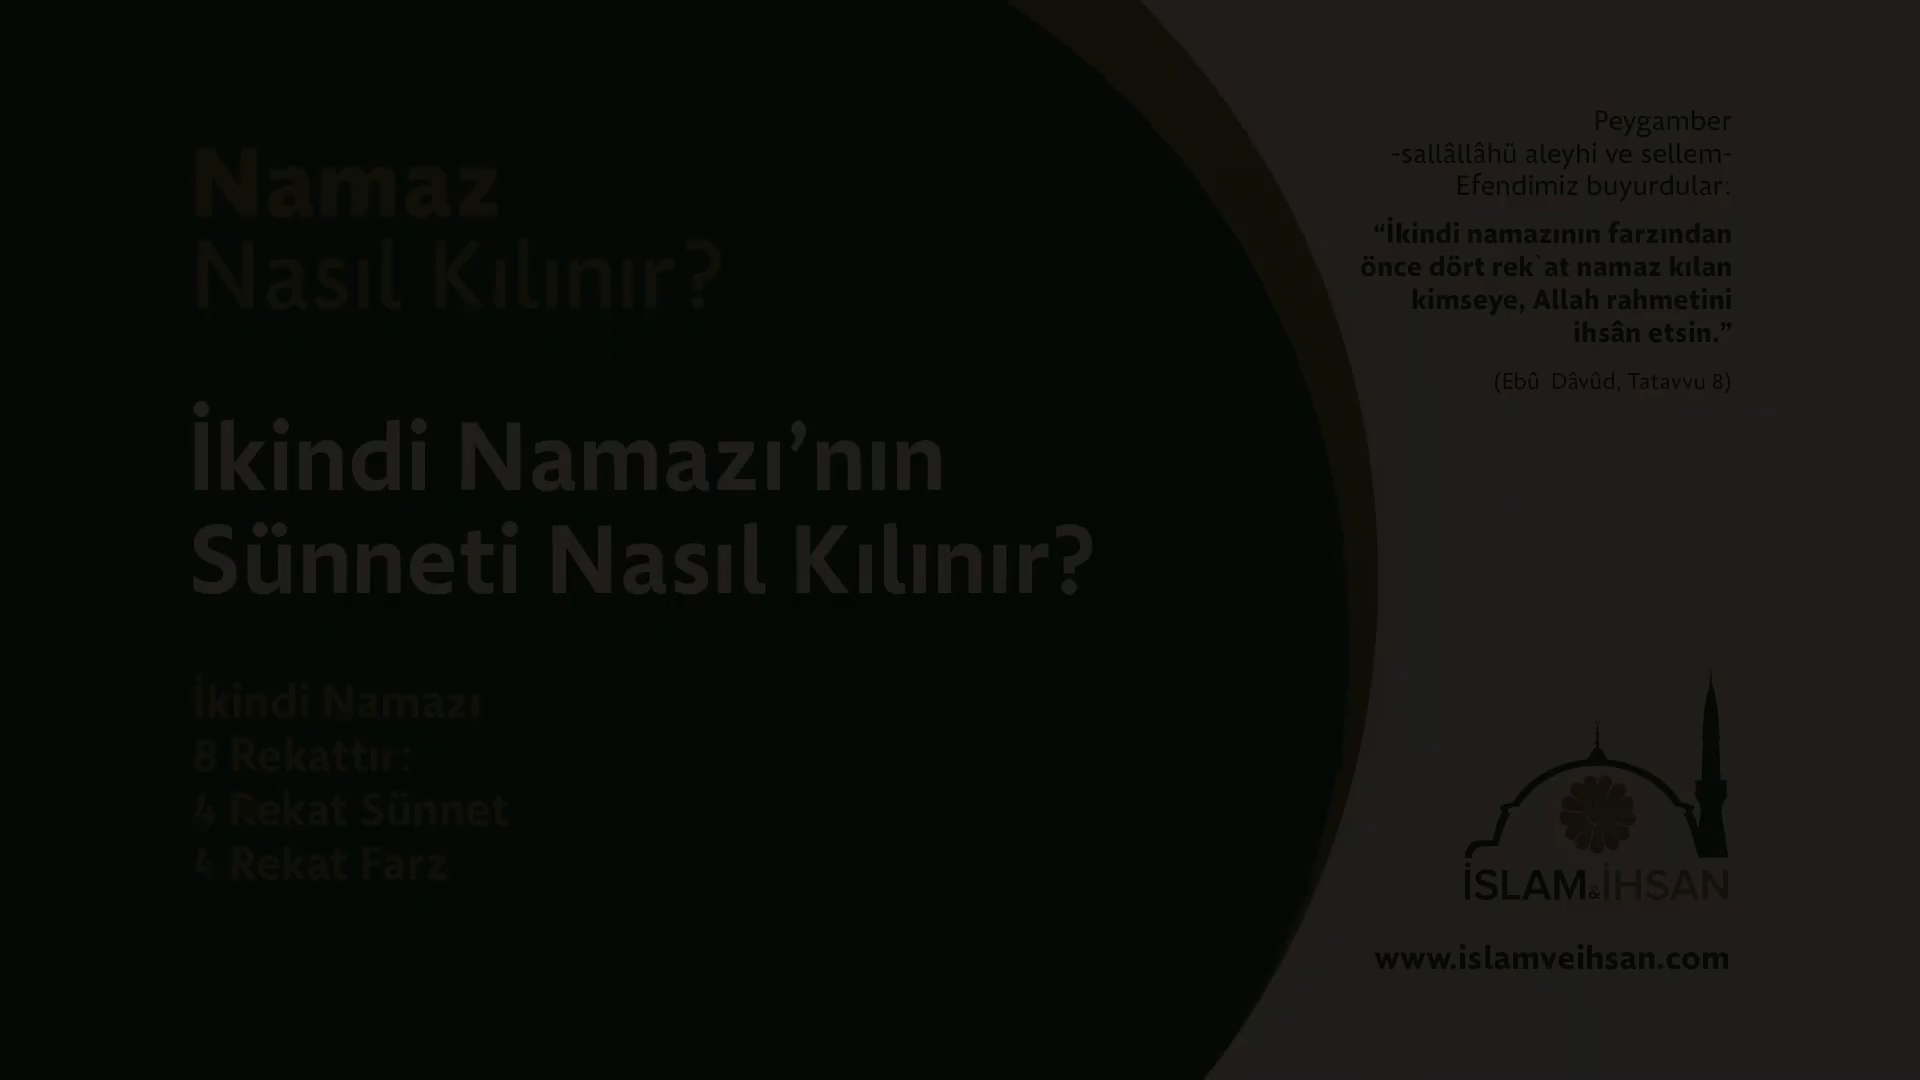 Namaz
Nasıl Kılınır?
İkindi Namazı’nın
Sünneti Nasıl Kılınır?
İkindi Namazı
8 Rekattır:
4 Rekat Sünnet
4 Rekat Farz
Peygamber
-sallâllâhü aleyhi ve sellem-
Efendimiz buyurdular:
“İkindi namazının farzından
önce dört rek`at namaz kılan
kimseye, Allah rahmetini
ihsân etsin.”
(Ebû Dâvûd, Tatavvu 8)
İSLAM&İHSAN
www.islamveihsan.com